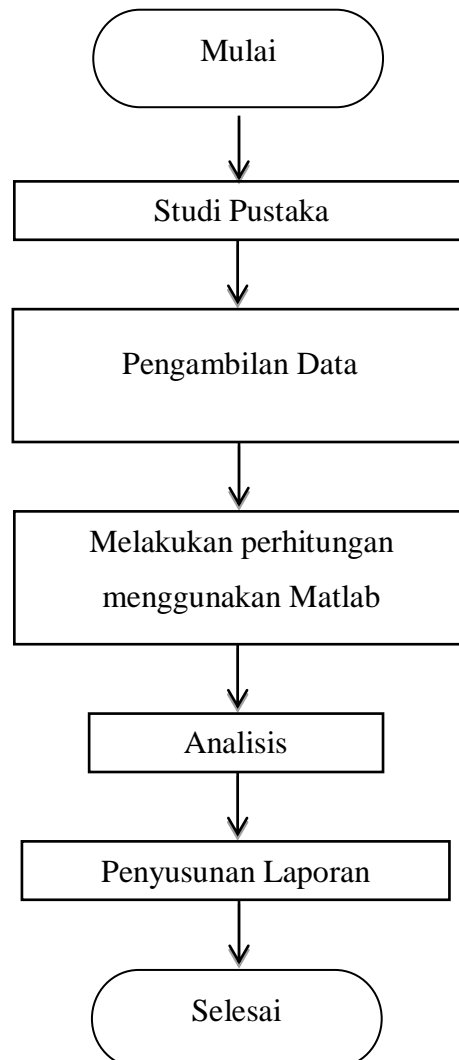 Mulai
Studi Pustaka
Pengambilan Data
Melakukan perhitungan
menggunakan Matlab
Analisis
Penyusunan Laporan
Selesai